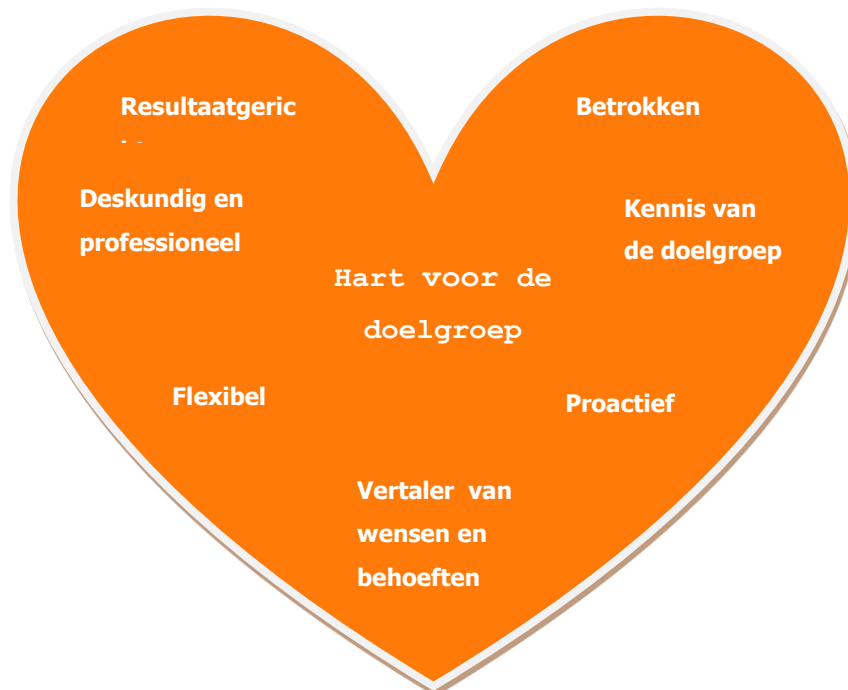 Resultaatgeric
Betrokken
Deskundig en
professioneel
Kennis van
de doelgroep
Hart voor de
doelgroep
Flexibel
Proactief
Vertaler van
wensen en
behoeften